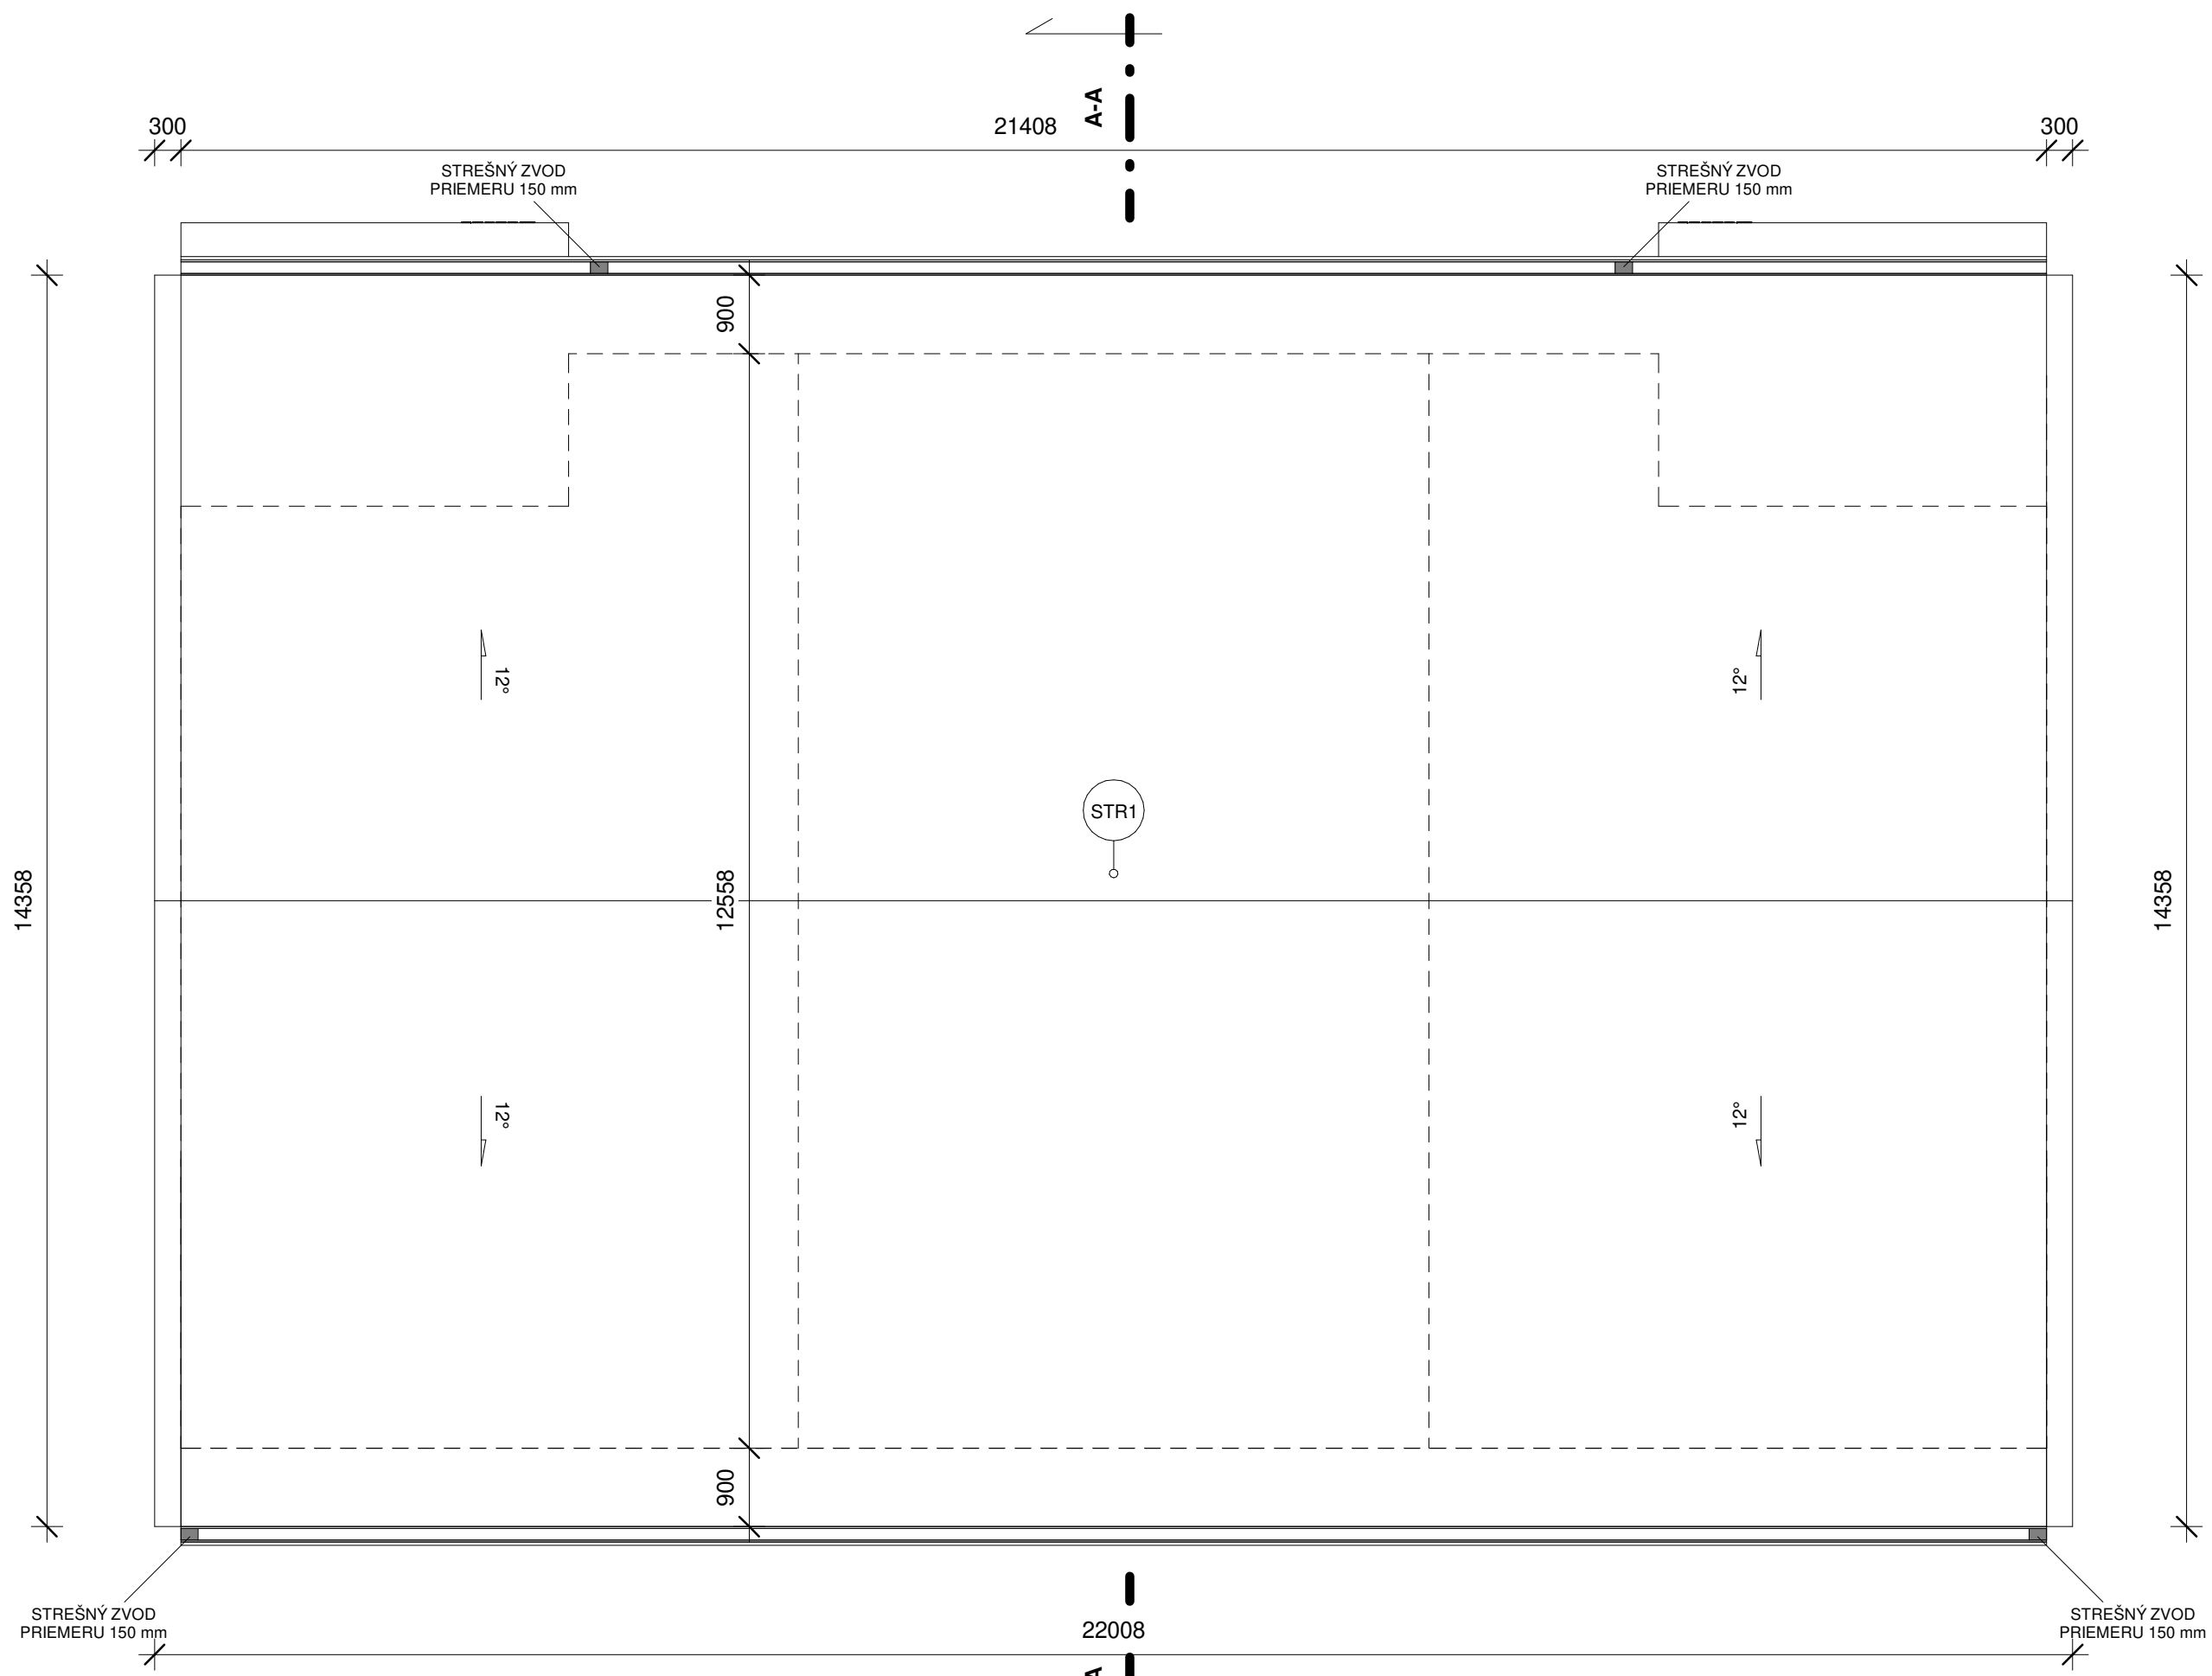 A-A
300
21408
300
STREŠNÝ ZVOD
PRIEMERU 150 mm
STREŠNÝ ZVOD
PRIEMERU 150 mm
900
12°
12°
STR1
14358
12558
14358
12°
12°
900
STREŠNÝ ZVOD
PRIEMERU 150 mm
22008
STREŠNÝ ZVOD
PRIEMERU 150 mm